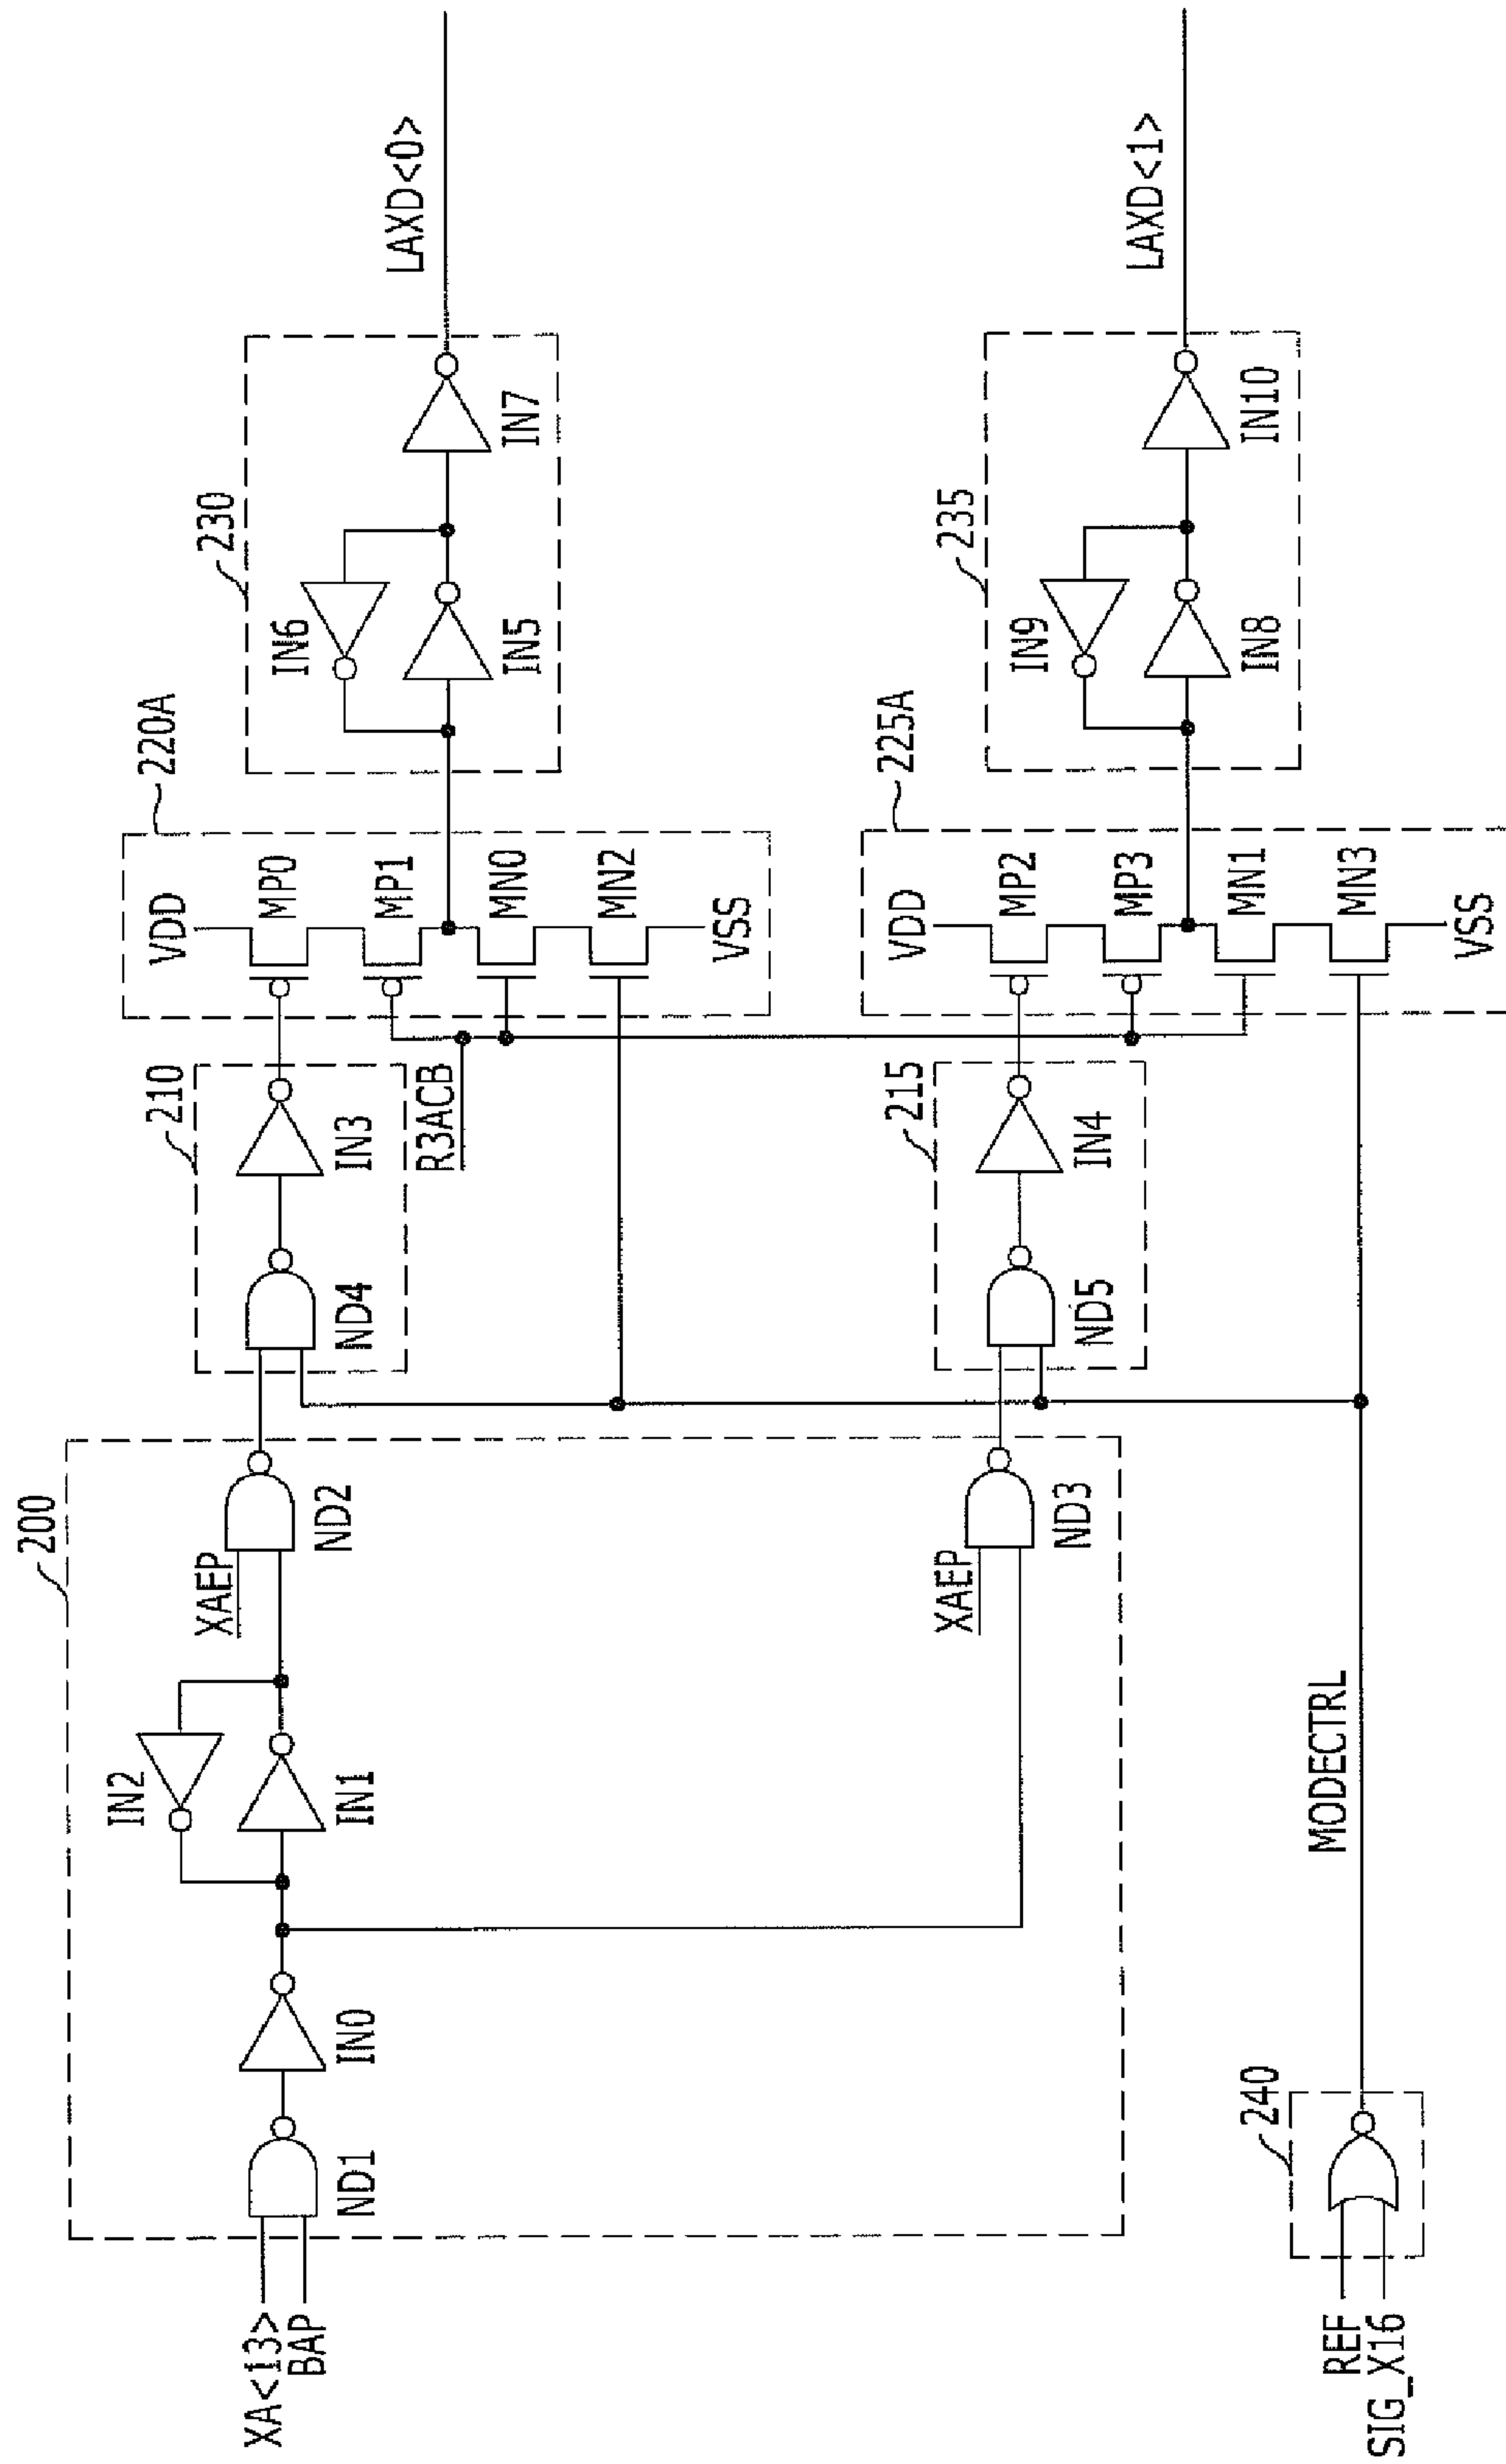 200
XA<13>
BAP
ND1
IN0
IN2
IN1
XAEP
ND2
XAEP
ND3
210
ND4
IN3
R3ACB
215
ND5
IN4
220A
VDD
MP0
MP1
MN0
MN2
VSS
225A
VDD
MP2
MP3
MN1
MN3
VSS
230
IN6
IN5
IN7
LAXD<0>
235
IN9
IN8
IN10
LAXD<1>
240
REF
SIG_X16
MODECTRL